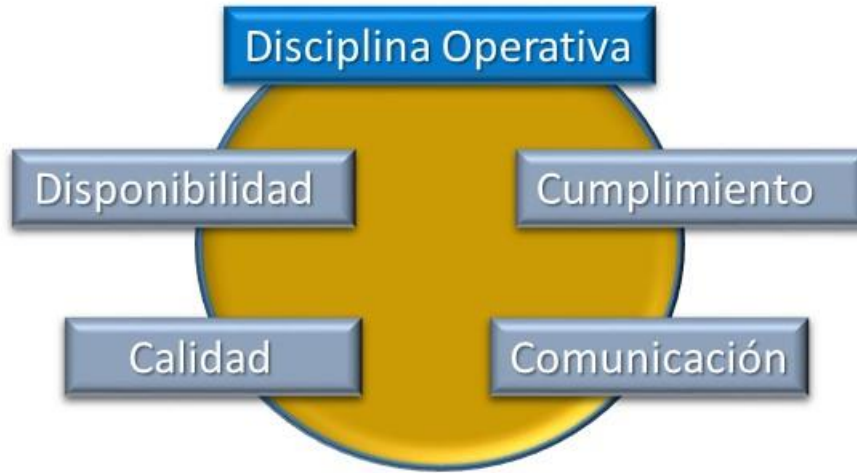 Disciplina Operativa
Disponibilidad
Cumplimiento
Calidad
Comunicación